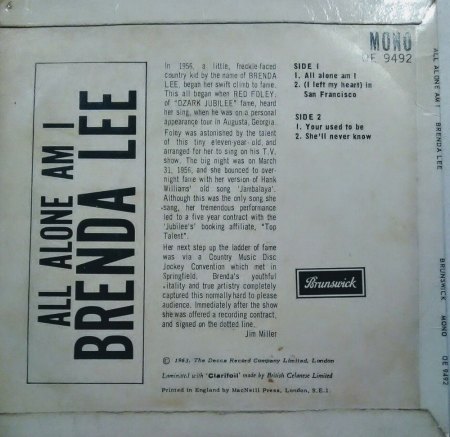 ALL ALONE AM I
BRENDA LEE
In 1956, a little, freckle-faced
country kid by the name of BRENDA
LEE, began her swift climb to fame.
This all began when RED FOLEY,
of "OZARK JUBILEE" fame, heard
her sing, when he was on a personal
appearance tour in Augusta, Georgia.
Foley was astonished by the talent
of this tiny eleven-year-old, and
arranged for her to sing on his T.V.
show. The big night was on March
31, 1956, and she bounced to over-
night fame with her version of Hank
Williams' old song 'Jambalaya'.
Although this was the only song she
sang, her tremendous performance
led to a five year contract with the
'Jubilee's' booking affiliate, "Top
Talent".
Her next step up the ladder of fame
was via a Country Music Disc
Jockey Convention which met in
Springfield. Brenda's youthful
vitality and true artistry completely
captured this normally hard to please
audience. Immediately after the show
she was offered a recording contract,
and signed on the dotted line.
Jim Miller
© 1963, The Decca Record Company Limited, London
Laminated with 'Clarifoil' made by British Celanese Limited
Printed in England by MacNeill Press, London, S.E.1.
MONO
OE 9492
SIDE 1
1. All alone am I
2. (I left my heart) in
San Francisco
SIDE 2
1. Your used to be
2. She'll never know
Brunswick
ALL ALONE AM I BRENDA LEE BRUNSWICK MONO OE 9492